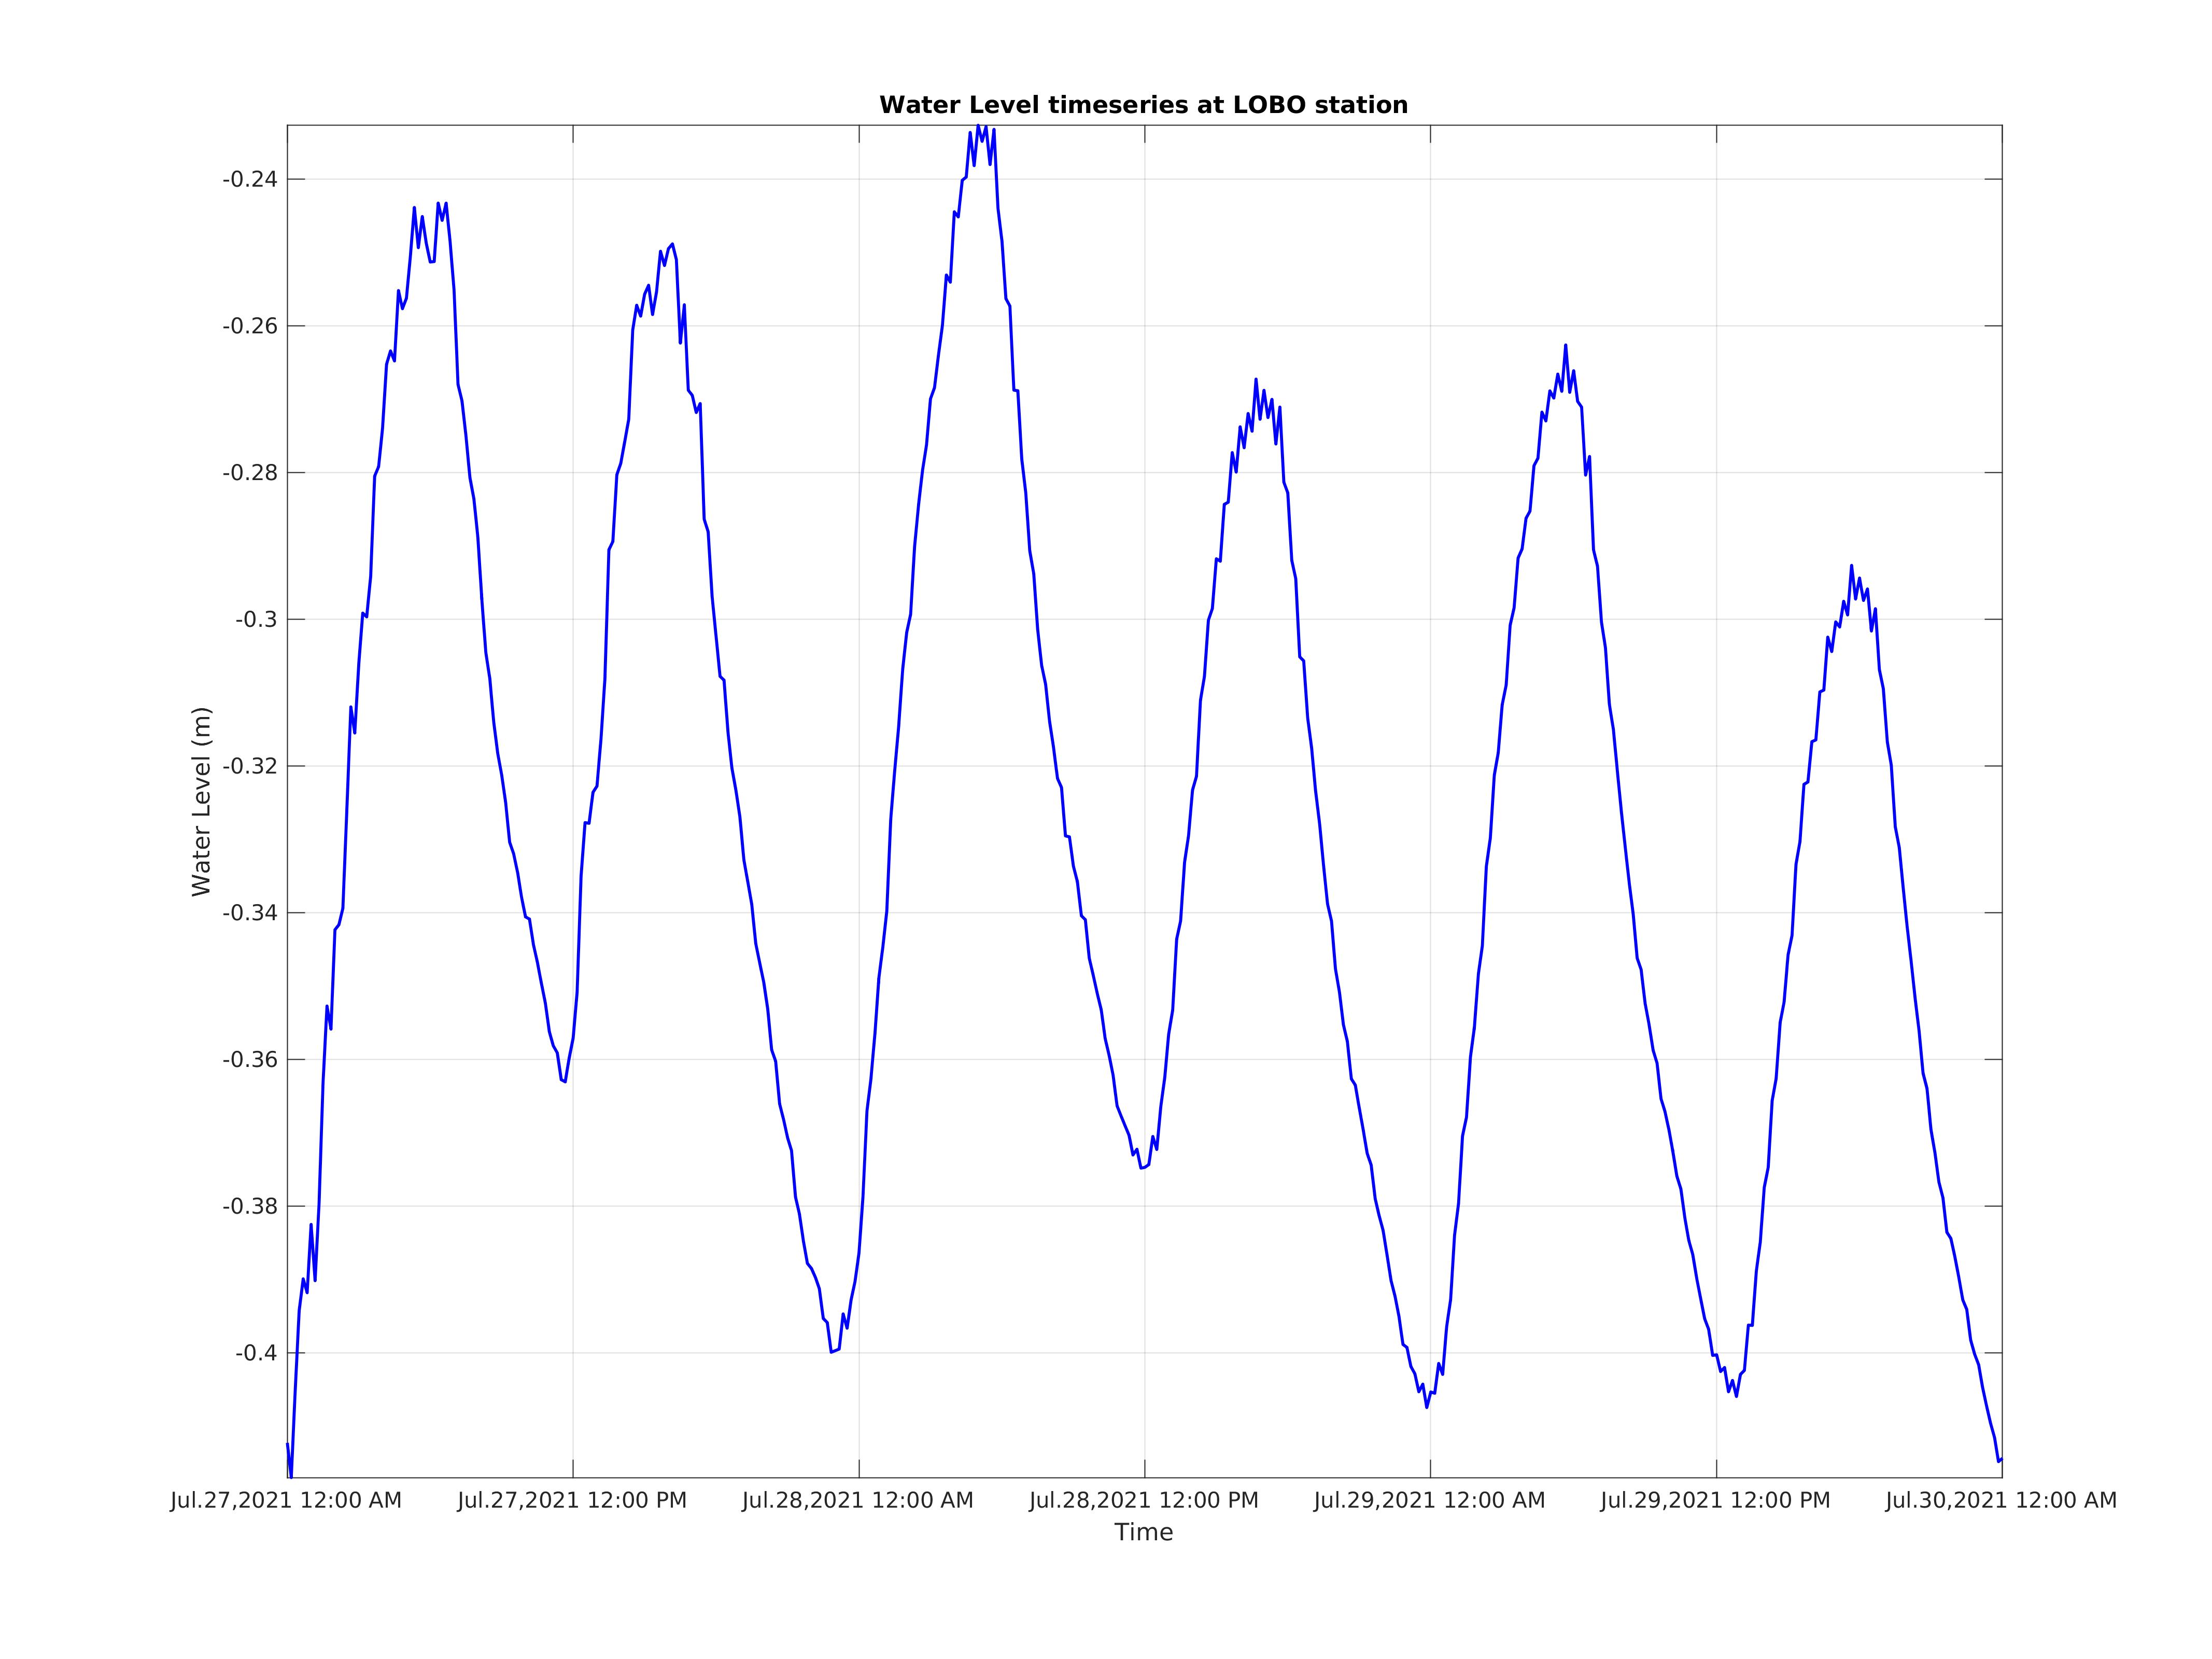 Water Level timeseries at LOBO station
-0.24
-0.26
-0.28
-0.3
-0.32
-0.34
-0.36
-0.38
-0.4
Water Level (m)
Jul.27,2021 12:00 AM Jul.27,2021 12:00 PM Jul.28,2021 12:00 AM Jul.28,2021 12:00 PM Jul.29,2021 12:00 AM Jul.29,2021 12:00 PM Jul.30,2021 12:00 AM
Time